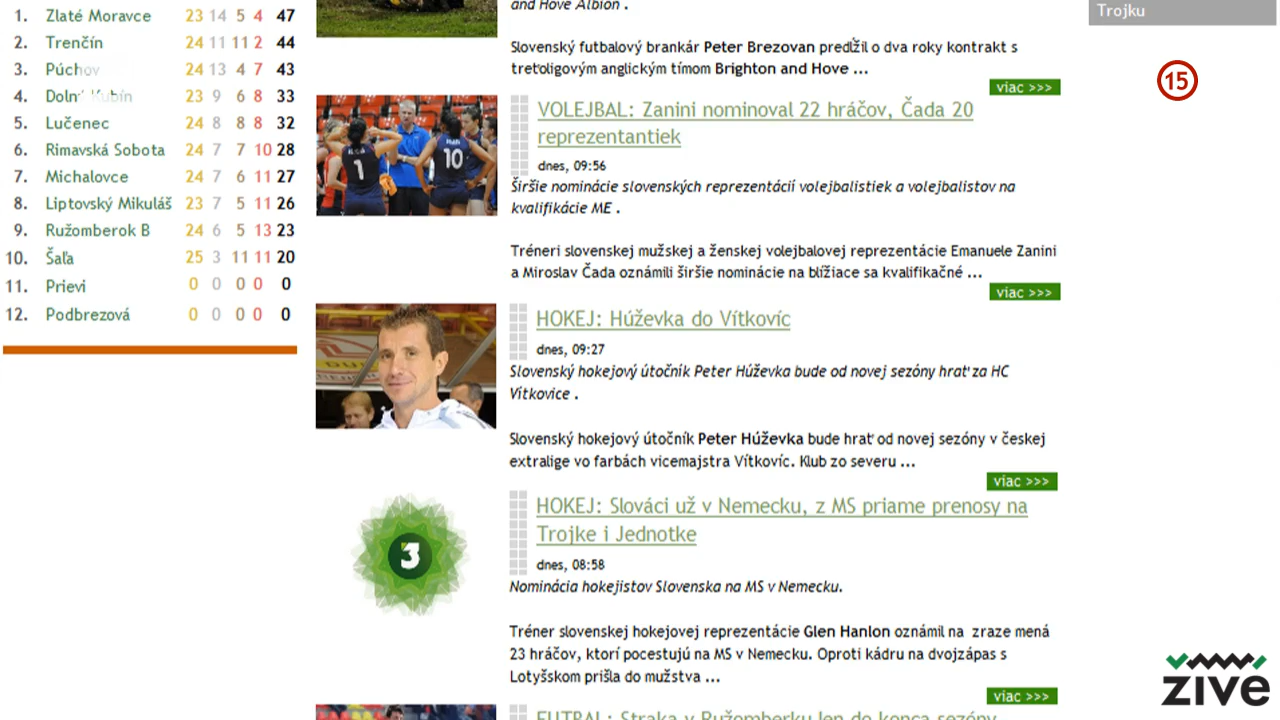 1. Zlaté Moravce 23 14 5 4 47
2. Trenčín 24 11 11 2 44
3. Púchov 24 13 4 7 43
4. Dolný Kubín 23 9 6 8 33
5. Lučenec 24 8 8 8 32
6. Rimavská Sobota 24 7 7 10 28
7. Michalovce 24 7 6 11 27
8. Liptovský Mikuláš 23 7 5 11 26
9. Ružomberok B 24 6 5 13 23
10. Šaľa 25 3 11 11 20
11. Prievi 0 0 0 0 0
12. Podbrezová 0 0 0 0 0
and Hove Albion .
Slovenský futbalový brankár Peter Brezovan predĺžil o dva roky kontrakt s
treťoligovým anglickým tímom Brighton and Hove ...
viac >>>
VOLEJBAL: Zanini nominoval 22 hráčov, Čada 20
reprezentantiek
dnes, 09:56
Širšie nominácie slovenských reprezentácií volejbalistiek a volejbalistov na
kvalifikácie ME .
Tréneri slovenskej mužskej a ženskej volejbalovej reprezentácie Emanuele Zanini
a Miroslav Čada oznámili širšie nominácie na blížiace sa kvalifikačné ...
viac >>>
1
10
HOKEJ: Húževka do Vítkovíc
dnes, 09:27
Slovenský hokejový útočník Peter Húževka bude od novej sezóny hrať za HC
Vítkovice .
Slovenský hokejový útočník Peter Húževka bude hrať od novej sezóny v českej
extralige vo farbách vicemajstra Vítkovíc. Klub zo severu ...
viac >>>
3
HOKEJ: Slováci už v Nemecku, z MS priame prenosy na
Trojke i Jednotke
dnes, 08:58
Nominácia hokejistov Slovenska na MS v Nemecku.
Tréner slovenskej hokejovej reprezentácie Glen Hanlon oznámil na zraze mená
23 hráčov, ktorí pocestujú na MS v Nemecku. Oproti kádru na dvojzápas s
Lotyšskom prišla do mužstva ...
viac >>>
FUTBAL: Straka v Ružomberku len do konca sezóny
Trojku
15
živé